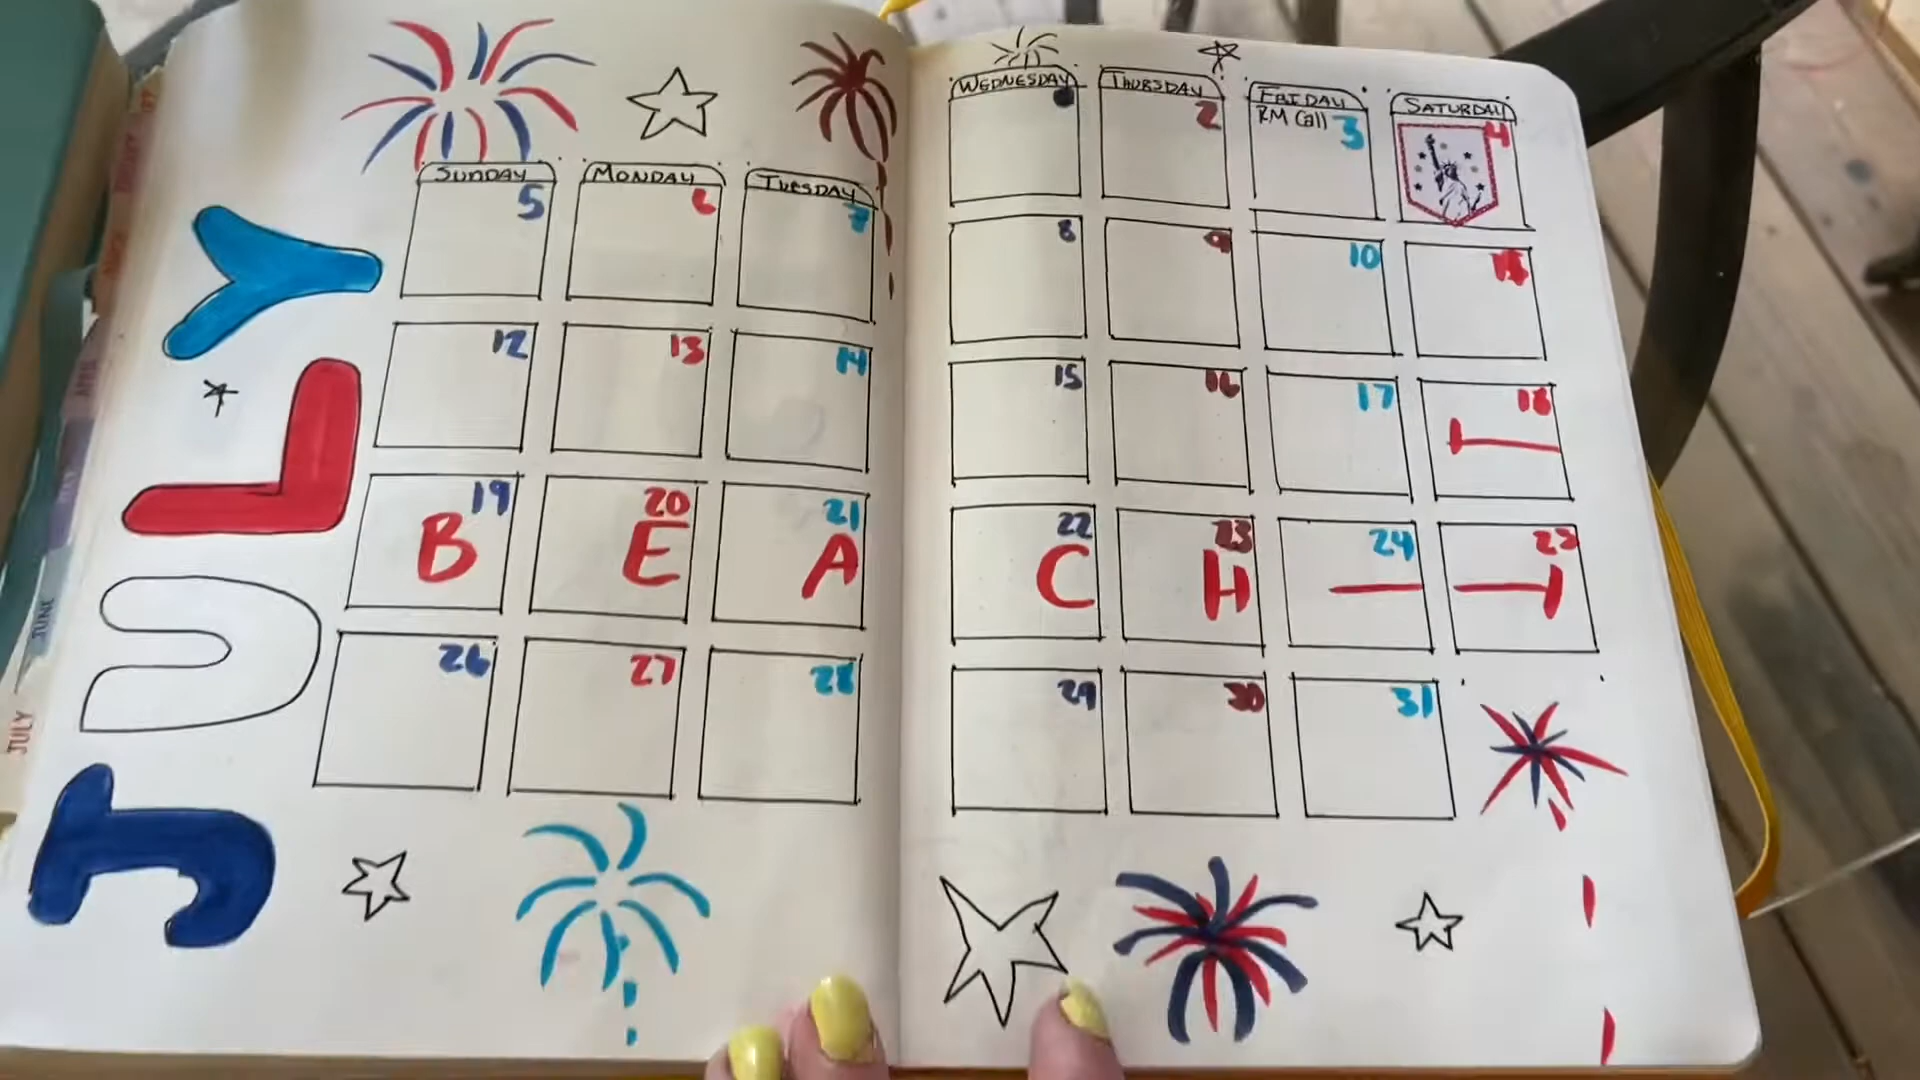 JULY
WEDNESDAY THURSDAY FRIDAY SATURDAY
2 RM Call 3 4
SUNDAY MONDAY TUESDAY
5 6 7 8 9 10
12 13 14 15 16 17 18
19 20 21 22 23 24 25
B E A C H
26 27 28 29 30 31
APRIL
MAY
JUNE
JULY